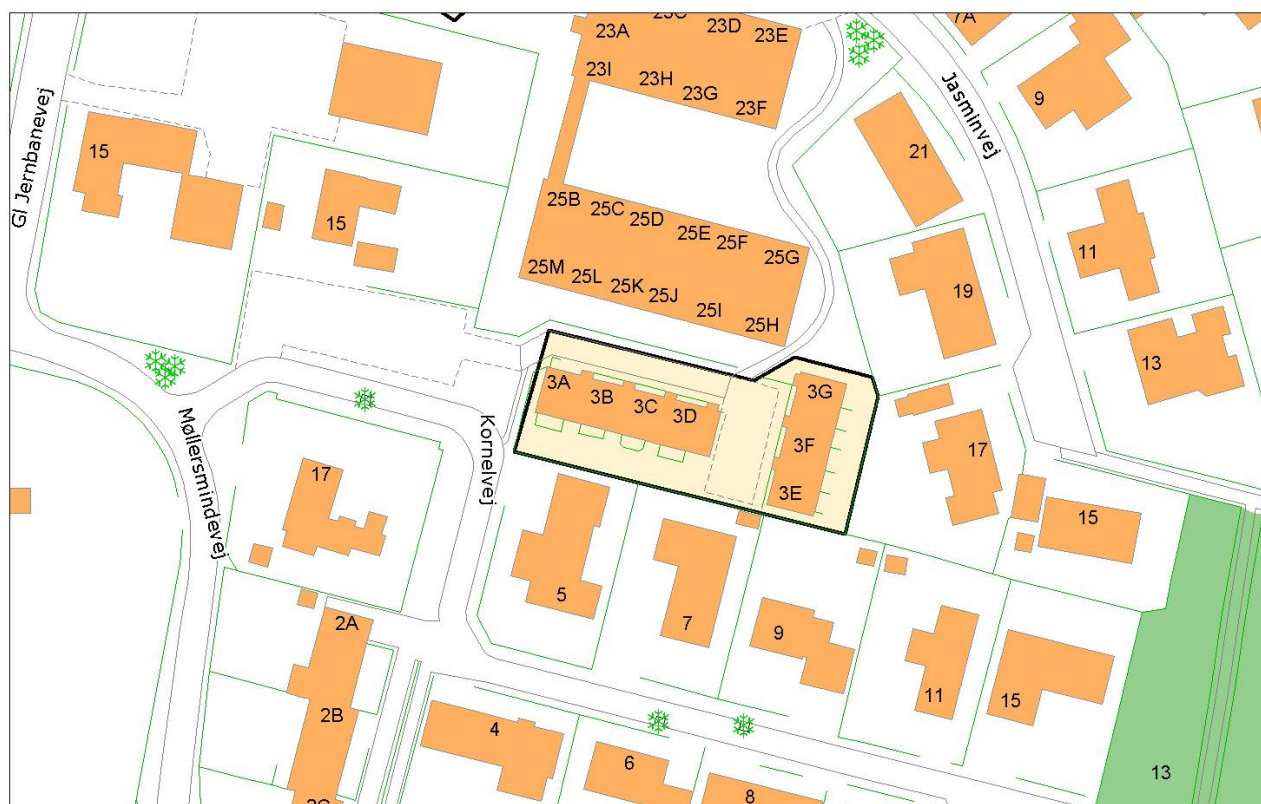 23A
23D
23E
7A
23I
23H
23G
23F
9
Jasminvej
15
21
Gl Jernbanevej
15
25B
25C
25D
25E
25F
25G
11
25M
25L
25K
25J
25I
25H
19
13
3A
3B
3C
3D
3G
Møllersmindevej
Kornelvej
17
3F
17
3E
15
5
7
2A
9
11
15
2B
4
6
13
8